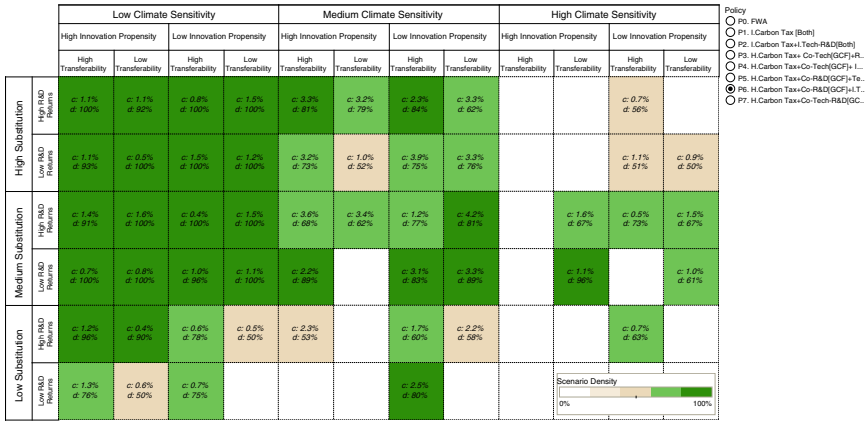 Low Climate Sensitivity
Medium Climate Sensitivity
High Climate Sensitivity
High Innovation Propensity
Low Innovation Propensity
High Innovation Propensity
Low Innovation Propensity
High Innovation Propensity
Low Innovation Propensity
High Transferability
Low Transferability
High Transferability
Low Transferability
High Transferability
Low Transferability
High Transferability
Low Transferability
High Transferability
Low Transferability
High Transferability
Low Transferability
High Substitution
High R&D Returns
c: 1.1% d: 100%
c: 1.1% d: 92%
c: 0.8% d: 100%
c: 1.5% d: 100%
c: 3.3% d: 81%
c: 3.2% d: 79%
c: 2.3% d: 84%
c: 3.3% d: 62%
c: 0.7% d: 56%
Low R&D Returns
c: 1.1% d: 93%
c: 0.5% d: 100%
c: 1.5% d: 100%
c: 1.2% d: 100%
c: 3.2% d: 73%
c: 1.0% d: 52%
c: 3.9% d: 75%
c: 3.3% d: 76%
c: 1.1% d: 51%
c: 0.9% d: 50%
Medium Substitution
High R&D Returns
c: 1.4% d: 91%
c: 1.6% d: 100%
c: 0.4% d: 100%
c: 1.5% d: 100%
c: 3.6% d: 68%
c: 3.4% d: 62%
c: 1.2% d: 77%
c: 4.2% d: 81%
c: 1.6% d: 67%
c: 0.5% d: 73%
c: 1.5% d: 67%
Low R&D Returns
c: 0.7% d: 100%
c: 0.8% d: 100%
c: 1.0% d: 96%
c: 1.1% d: 100%
c: 2.2% d: 89%
c: 3.1% d: 83%
c: 3.3% d: 89%
c: 1.1% d: 96%
c: 1.0% d: 61%
Low Substitution
High R&D Returns
c: 1.2% d: 96%
c: 0.4% d: 90%
c: 0.6% d: 78%
c: 0.5% d: 50%
c: 2.3% d: 53%
c: 1.7% d: 60%
c: 2.2% d: 58%
c: 0.7% d: 63%
Low R&D Returns
c: 1.3% d: 76%
c: 0.6% d: 50%
c: 0.7% d: 75%
c: 2.5% d: 80%
Scenario Density
0%
100%
Policy
P0. FWA
P1. I.Carbon Tax [Both]
P2. I.Carbon Tax+I.Tech-R&D[Both]
P3. H.Carbon Tax+ Co-Tech[GCF]+R..
P4. H.Carbon Tax+Co-Tech[GCF]+ I....
P5. H.Carbon Tax+Co-R&D[GCF]+Te..
P6. H.Carbon Tax+Co-R&D[GCF]+I.T..
P7. H.Carbon Tax+Co-Tech-R&D[GC..